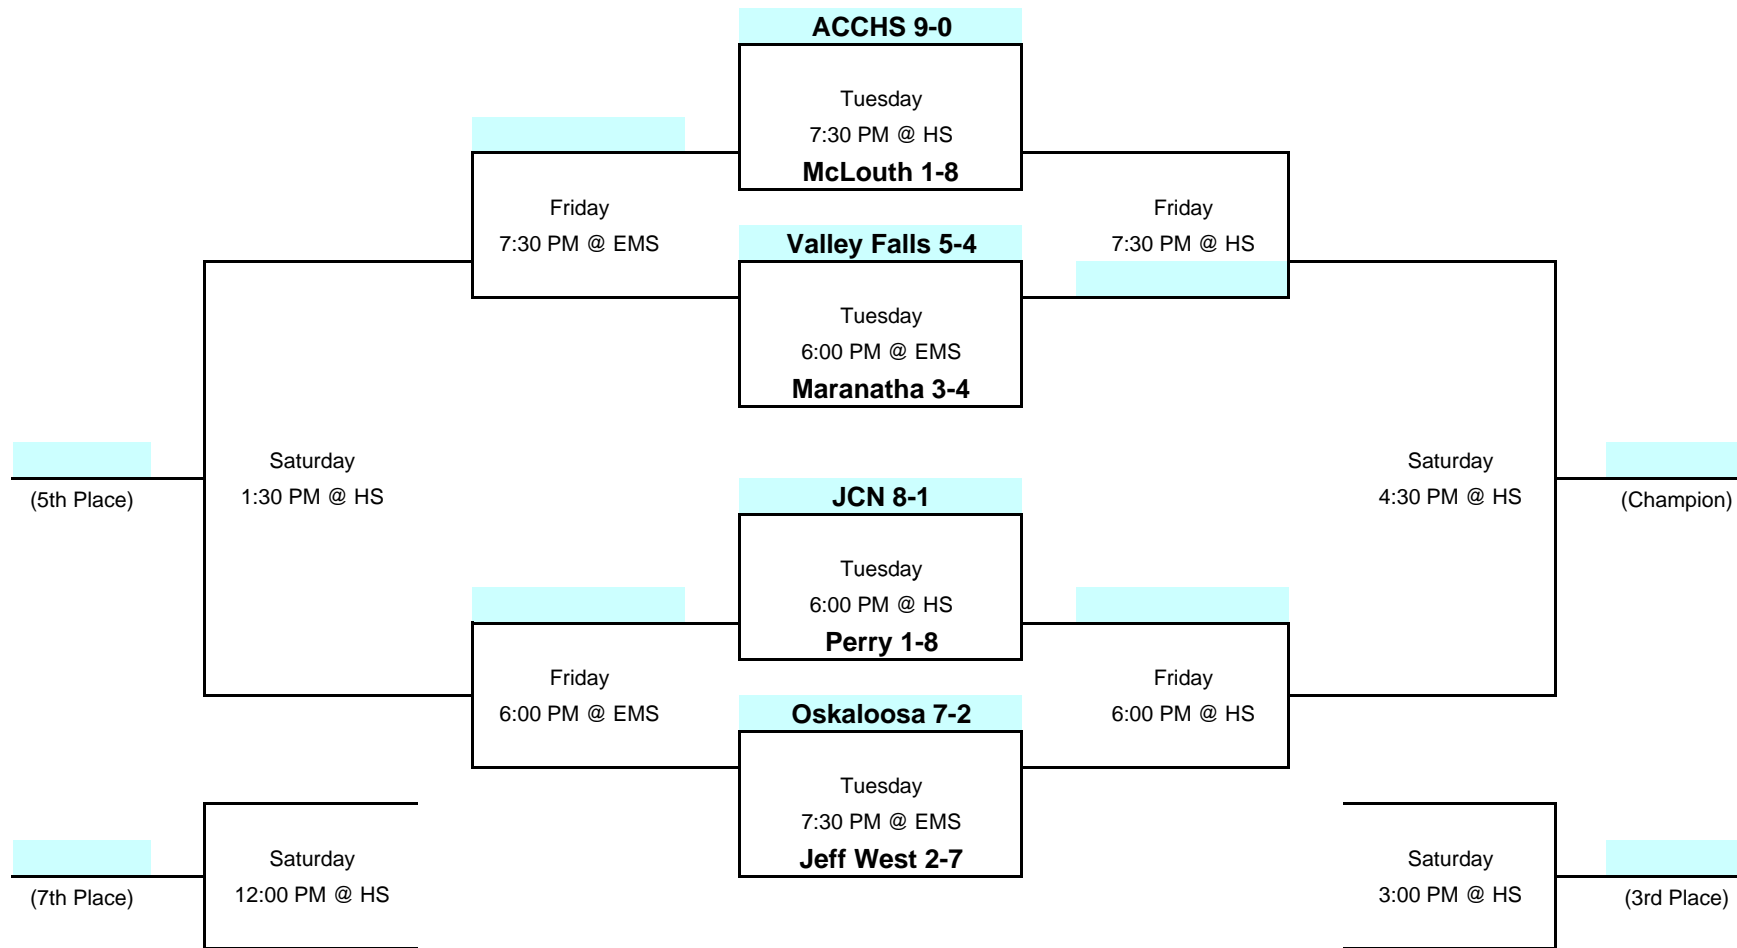 ACCHS 9-0
Tuesday
7:30 PM @ HS
McLouth 1-8
Friday
7:30 PM @ EMS
Valley Falls 5-4
Friday
7:30 PM @ HS
Tuesday
6:00 PM @ EMS
Maranatha 3-4
(5th Place)
Saturday
1:30 PM @ HS
JCN 8-1
Saturday
4:30 PM @ HS
(Champion)
Tuesday
6:00 PM @ HS
Perry 1-8
Friday
6:00 PM @ EMS
Oskaloosa 7-2
Friday
6:00 PM @ HS
Tuesday
7:30 PM @ EMS
Jeff West 2-7
(7th Place)
Saturday
12:00 PM @ HS
Saturday
3:00 PM @ HS
(3rd Place)